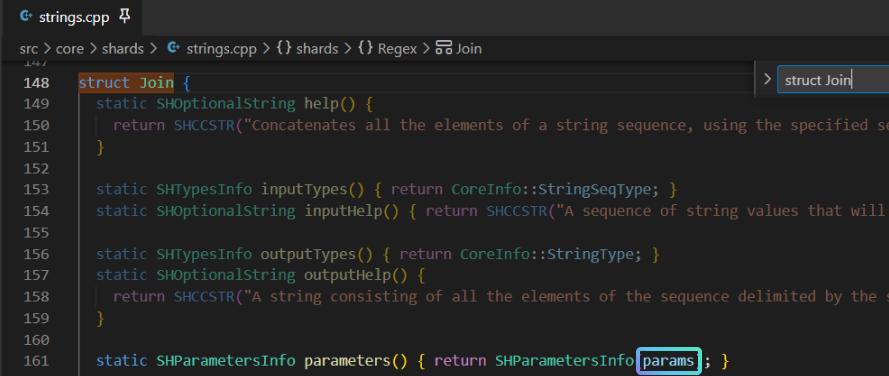 strings.cpp
src > core > shards > strings.cpp > {} shards > {} Regex > Join
147
struct Join
148 struct Join {
149 static SHOptionalString help() {
150 return SHCCSTR("Concatenates all the elements of a string sequence, using the specified se
151 }
152
153 static SHTypesInfo inputTypes() { return CoreInfo::StringSeqType; }
154 static SHOptionalString inputHelp() { return SHCCSTR("A sequence of string values that will
155
156 static SHTypesInfo outputTypes() { return CoreInfo::StringType; }
157 static SHOptionalString outputHelp() {
158 return SHCCSTR("A string consisting of all the elements of the sequence delimited by the s
159 }
160
161 static SHParametersInfo parameters() { return SHParametersInfo(params); }